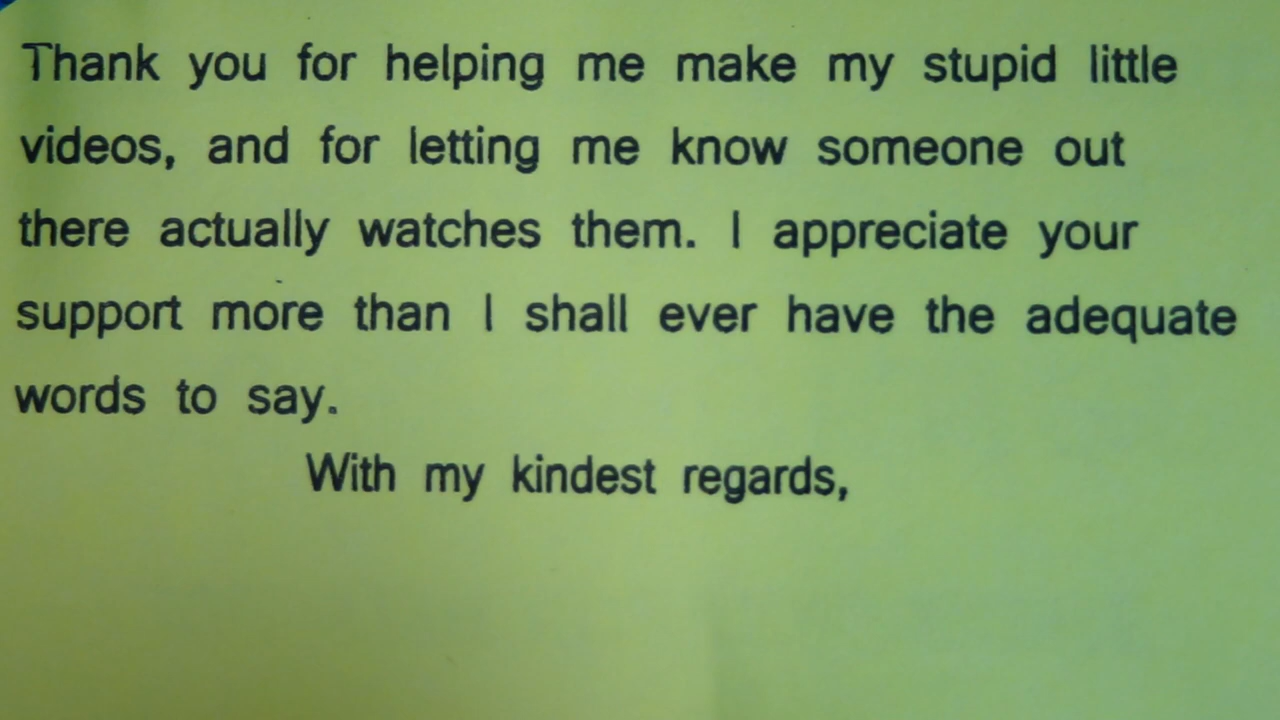 Thank you for helping me make my stupid little
videos, and for letting me know someone out
there actually watches them. I appreciate your
support more than I shall ever have the adequate
words to say.
With my kindest regards,